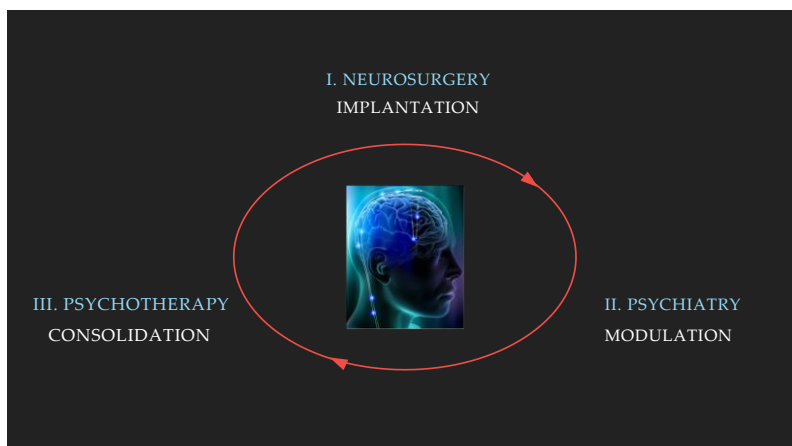 I. NEUROSURGERY
IMPLANTATION
III. PSYCHOTHERAPY
CONSOLIDATION
II. PSYCHIATRY
MODULATION